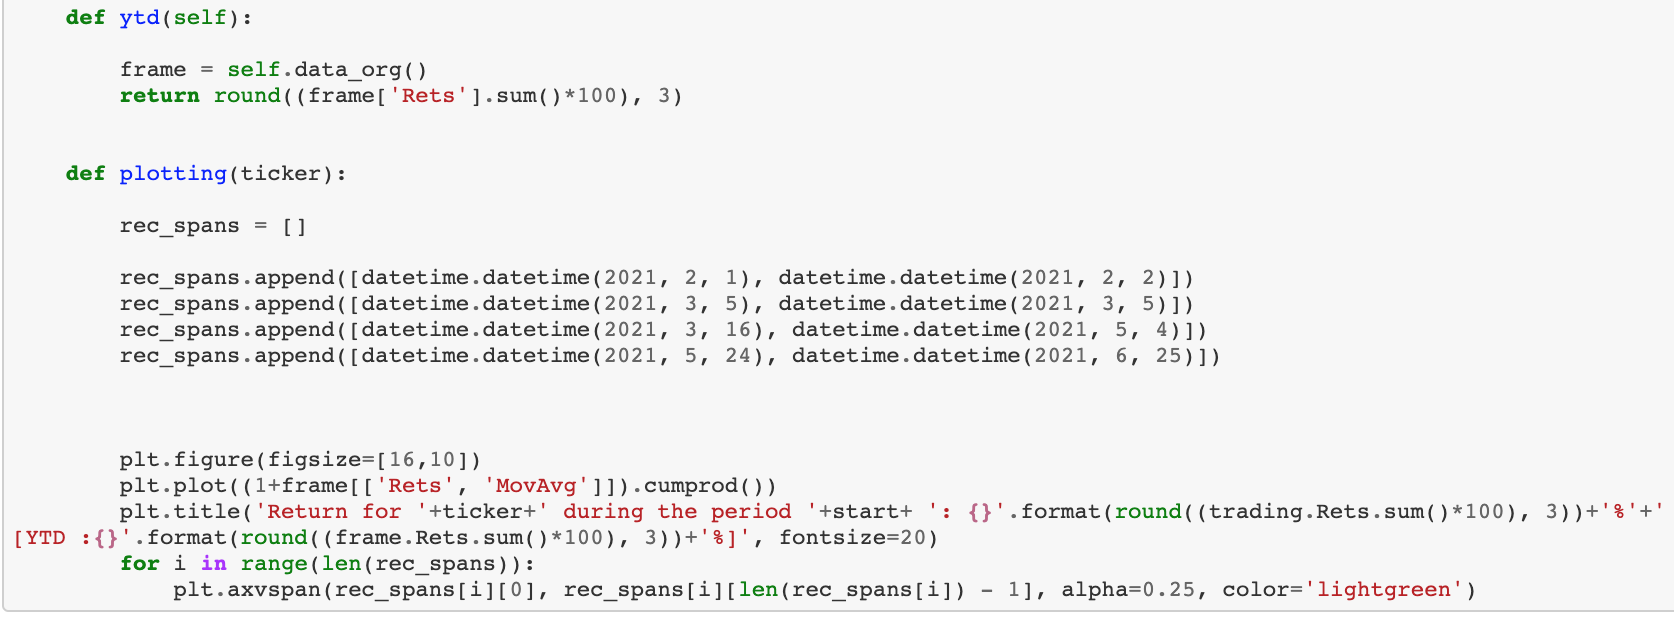 def ytd(self):
frame = self.data_org()
return round((frame['Rets'].sum()*100), 3)
def plotting(ticker):
rec_spans = []
rec_spans.append([datetime.datetime(2021, 2, 1), datetime.datetime(2021, 2, 2)])
rec_spans.append([datetime.datetime(2021, 3, 5), datetime.datetime(2021, 3, 5)])
rec_spans.append([datetime.datetime(2021, 3, 16), datetime.datetime(2021, 5, 4)])
rec_spans.append([datetime.datetime(2021, 5, 24), datetime.datetime(2021, 6, 25)])
plt.figure(figsize=[16,10])
plt.plot((1+frame[['Rets', 'MovAvg']]).cumprod())
plt.title('Return for '+ticker+' during the period '+start+ ': {}'.format(round((trading.Rets.sum()*100), 3))+'%'+'
[YTD :{}'.format(round((frame.Rets.sum()*100), 3))+'%]', fontsize=20)
for i in range(len(rec_spans)):
plt.axvspan(rec_spans[i][0], rec_spans[i][len(rec_spans[i]) - 1], alpha=0.25, color='lightgreen')